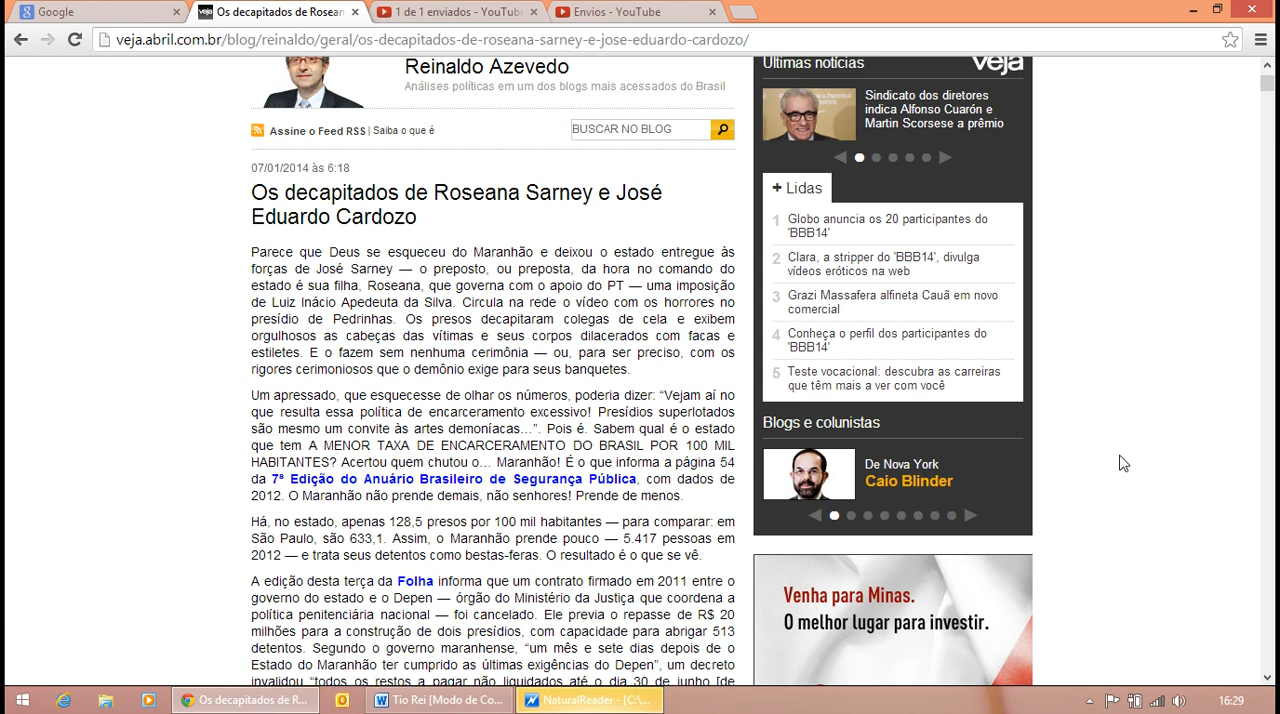 Google
Os decapitados de Rosean
1 de 1 enviados - YouTube
Envios - YouTube
veja.abril.com.br/blog/reinaldo/geral/os-decapitados-de-roseana-sarney-e-jose-eduardo-cardozo/
Reinaldo Azevedo
Análises políticas em um dos blogs mais acessados do Brasil
Assine o Feed RSS | Saiba o que é
BUSCAR NO BLOG
07/01/2014 às 6:18
Os decapitados de Roseana Sarney e José
Eduardo Cardozo
Parece que Deus se esqueceu do Maranhão e deixou o estado entregue às
forças de José Sarney — o preposto, ou preposta, da hora no comando do
estado é sua filha, Roseana, que governa com o apoio do PT — uma imposição
de Luiz Inácio Apedeuta da Silva. Circula na rede o vídeo com os horrores no
presídio de Pedrinhas. Os presos decapitaram colegas de cela e exibem
orgulhosos as cabeças das vítimas e seus corpos dilacerados com facas e
estiletes. E o fazem sem nenhuma cerimônia — ou, para ser preciso, com os
rigores cerimoniosos que o demônio exige para seus banquetes.
Um apressado, que esquecesse de olhar os números, poderia dizer: “Vejam aí no
que resulta essa política de encarceramento excessivo! Presídios superlotados
são mesmo um convite às artes demoníacas…”. Pois é. Sabem qual é o estado
que tem A MENOR TAXA DE ENCARCERAMENTO DO BRASIL POR 100 MIL
HABITANTES? Acertou quem chutou o… Maranhão! É o que informa a página 54
da 7ª Edição do Anuário Brasileiro de Segurança Pública, com dados de
2012. O Maranhão não prende demais, não senhores! Prende de menos.
Há, no estado, apenas 128,5 presos por 100 mil habitantes — para comparar: em
São Paulo, são 633,1. Assim, o Maranhão prende pouco — 5.417 pessoas em
2012 — e trata seus detentos como bestas-feras. O resultado é o que se vê.
A edição desta terça da Folha informa que um contrato firmado em 2011 entre o
governo do estado e o Depen — órgão do Ministério da Justiça que coordena a
política penitenciária nacional — foi cancelado. Ele previa o repasse de R$ 20
milhões para a construção de dois presídios, com capacidade para abrigar 513
detentos. Segundo o governo maranhense, “um mês e sete dias depois de o
Estado do Maranhão ter cumprido as últimas exigências do Depen”, um decreto
invalidou “todos os restos a pagar não liquidados até o dia 30 de junho [de
Últimas notícias
veja
Sindicato dos diretores
indica Alfonso Cuarón e
Martin Scorsese a prêmio
+ Lidas
1 Globo anuncia os 20 participantes do
'BBB14'
2 Clara, a stripper do 'BBB14', divulga
vídeos eróticos na web
3 Grazi Massafera alfineta Cauã em novo
comercial
4 Conheça o perfil dos participantes do
'BBB14'
5 Teste vocacional: descubra as carreiras
que têm mais a ver com você
Blogs e colunistas
De Nova York
Caio Blinder
Venha para Minas.
O melhor lugar para investir.
Os decapitados de R...
Tio Rei [Modo de Co...
NaturalReader - [C:\...
16:29